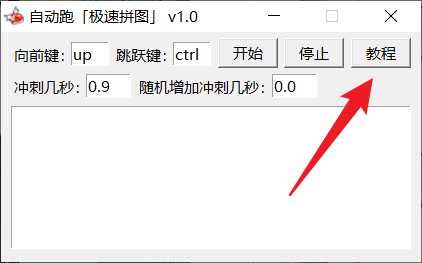 自动跑「极速拼图」 v1.0
向前键: up 跳跃键: ctrl 开始 停止 教程
冲刺几秒: 0.9 随机增加冲刺几秒: 0.0